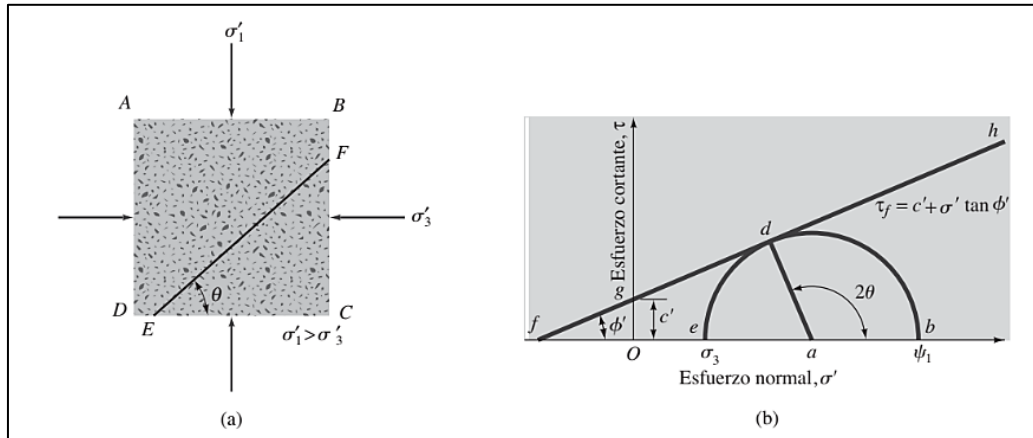 σ′₁
A
B
F
σ′₃
θ
D
E
C
σ′₁>σ′₃
(a)
Esfuerzo cortante, τ
h
τf = c′+ σ′ tan ϕ′
d
g
2θ
f
ϕ′
c′
e
b
O
σ₃
a
ψ₁
Esfuerzo normal, σ′
(b)